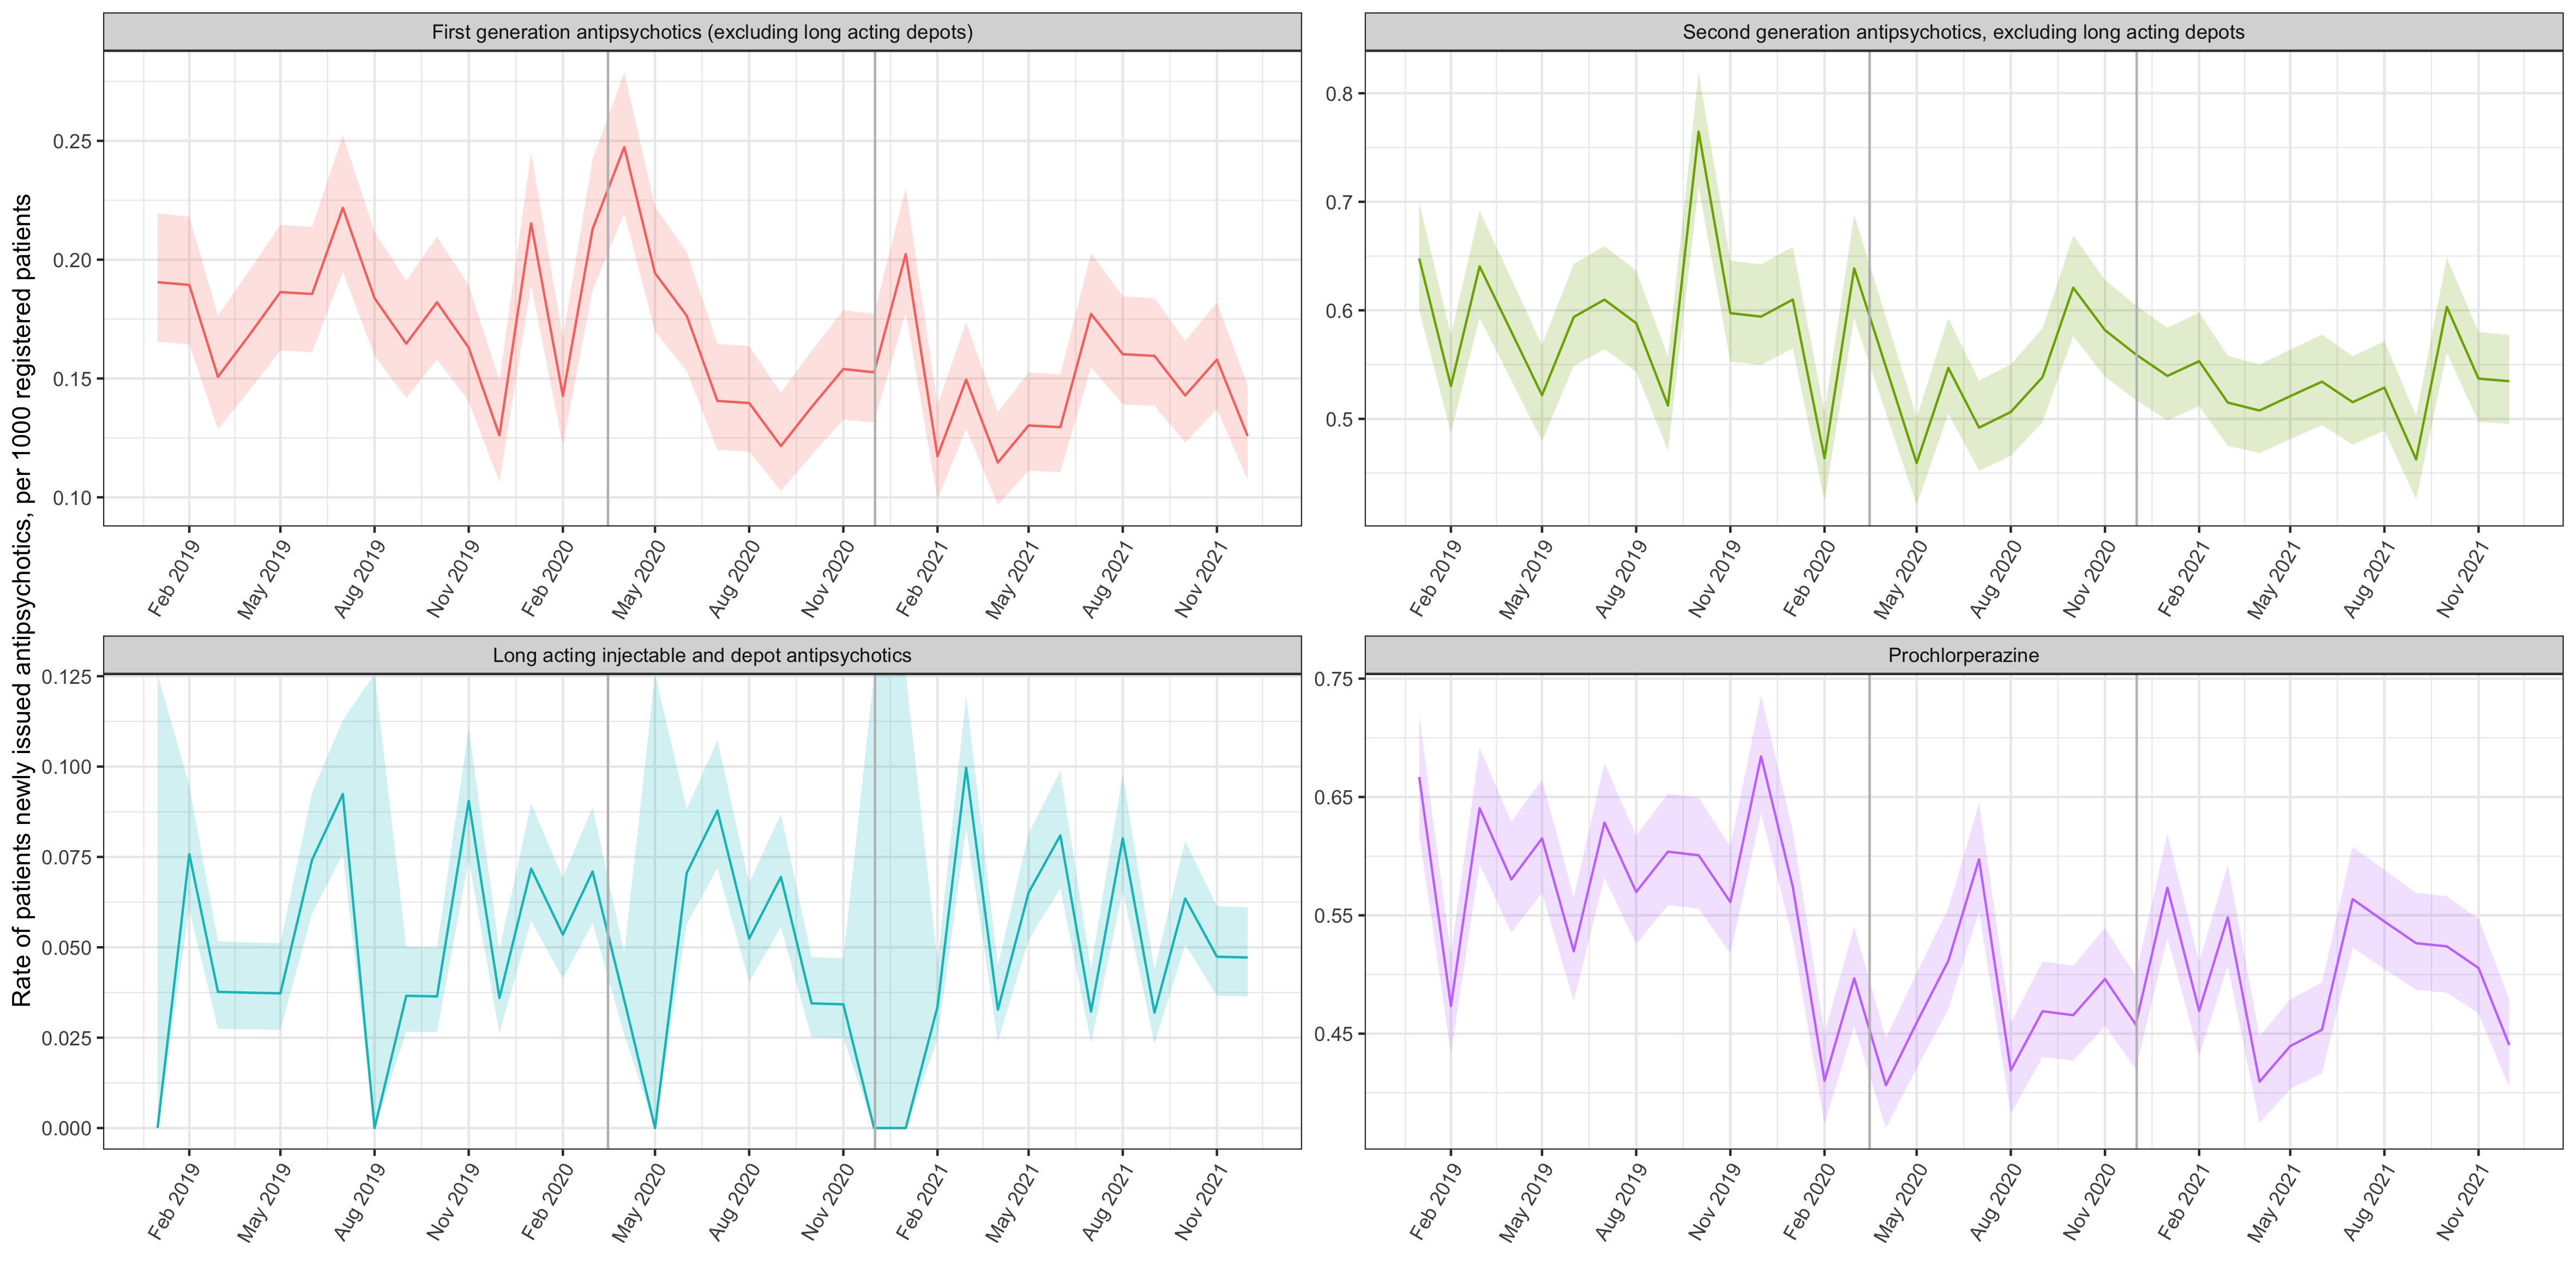 Rate of patients newly issued antipsychotics, per 1000 registered patients
First generation antipsychotics (excluding long acting depots)
0.25
0.20
0.15
0.10
Feb 2019
May 2019
Aug 2019
Nov 2019
Feb 2020
May 2020
Aug 2020
Nov 2020
Feb 2021
May 2021
Aug 2021
Nov 2021
Second generation antipsychotics, excluding long acting depots
0.8
0.7
0.6
0.5
Feb 2019
May 2019
Aug 2019
Nov 2019
Feb 2020
May 2020
Aug 2020
Nov 2020
Feb 2021
May 2021
Aug 2021
Nov 2021
Long acting injectable and depot antipsychotics
0.125
0.100
0.075
0.050
0.025
0.000
Feb 2019
May 2019
Aug 2019
Nov 2019
Feb 2020
May 2020
Aug 2020
Nov 2020
Feb 2021
May 2021
Aug 2021
Nov 2021
Prochlorperazine
0.75
0.65
0.55
0.45
Feb 2019
May 2019
Aug 2019
Nov 2019
Feb 2020
May 2020
Aug 2020
Nov 2020
Feb 2021
May 2021
Aug 2021
Nov 2021